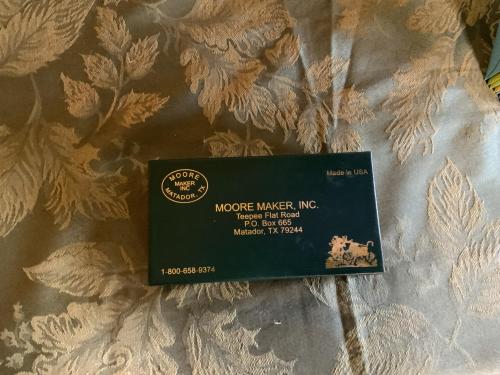 MOORE
MAKER
INC
MATADOR, TX
Made in USA
MOORE MAKER, INC.
Teepee Flat Road
P.O. Box 665
Matador, TX 79244
1-800-658-9374